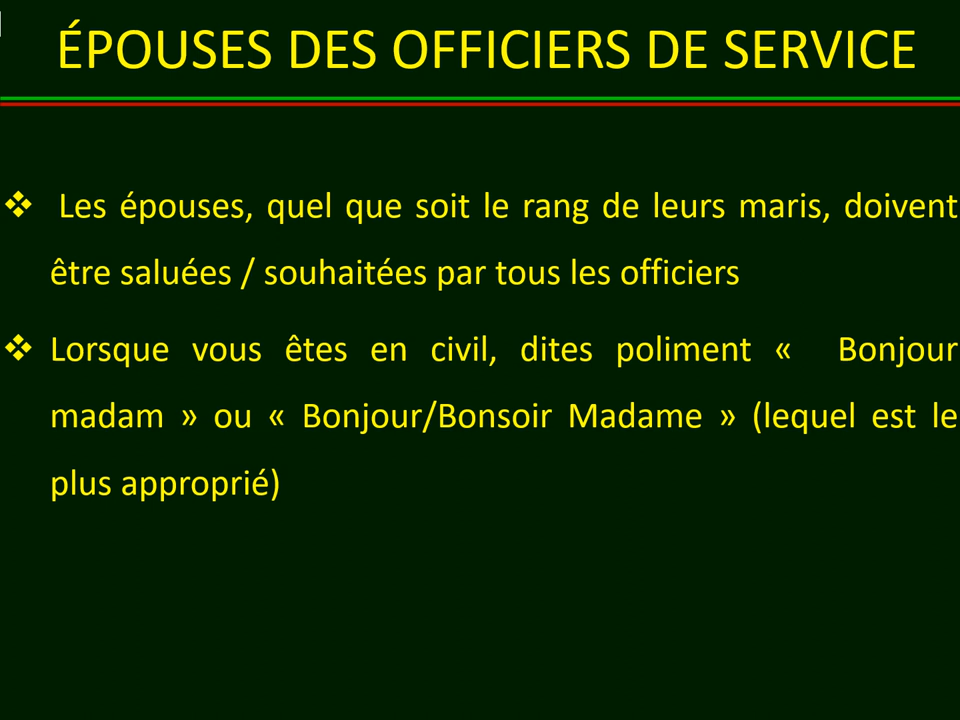 ÉPOUSES DES OFFICIERS DE SERVICE
❖ Les épouses, quel que soit le rang de leurs maris, doivent
être saluées / souhaitées par tous les officiers
❖ Lorsque vous êtes en civil, dites poliment « Bonjour
madam » ou « Bonjour/Bonsoir Madame » (lequel est le
plus approprié)